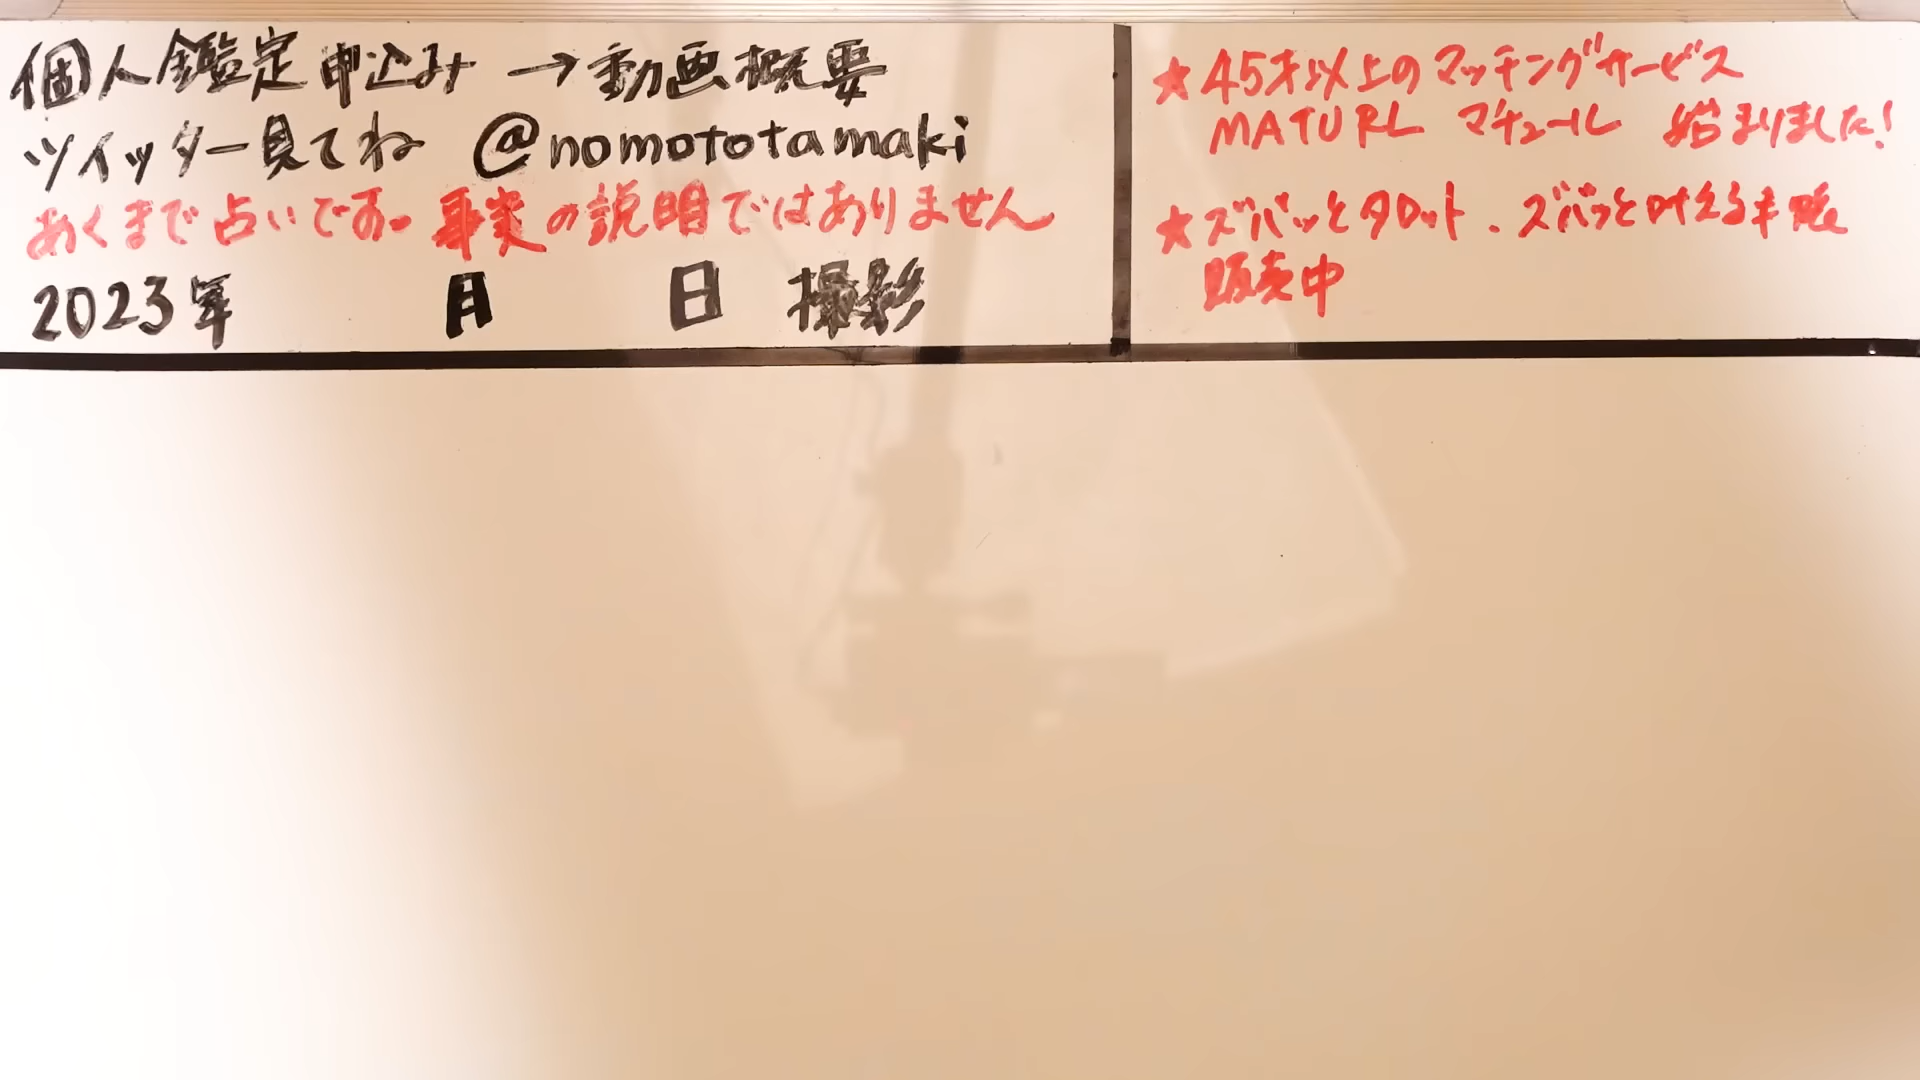 個人鑑定申込み→動画概要
ツイッター見てね @nomototamaki
あくまで占いです。事実の説明ではありません
2023年 月 日 撮影
★45才以上のマッチングサービス
MATURL マチュール 始まりました!
★ズバッとタロット.ズバッと叶える手帳
販売中